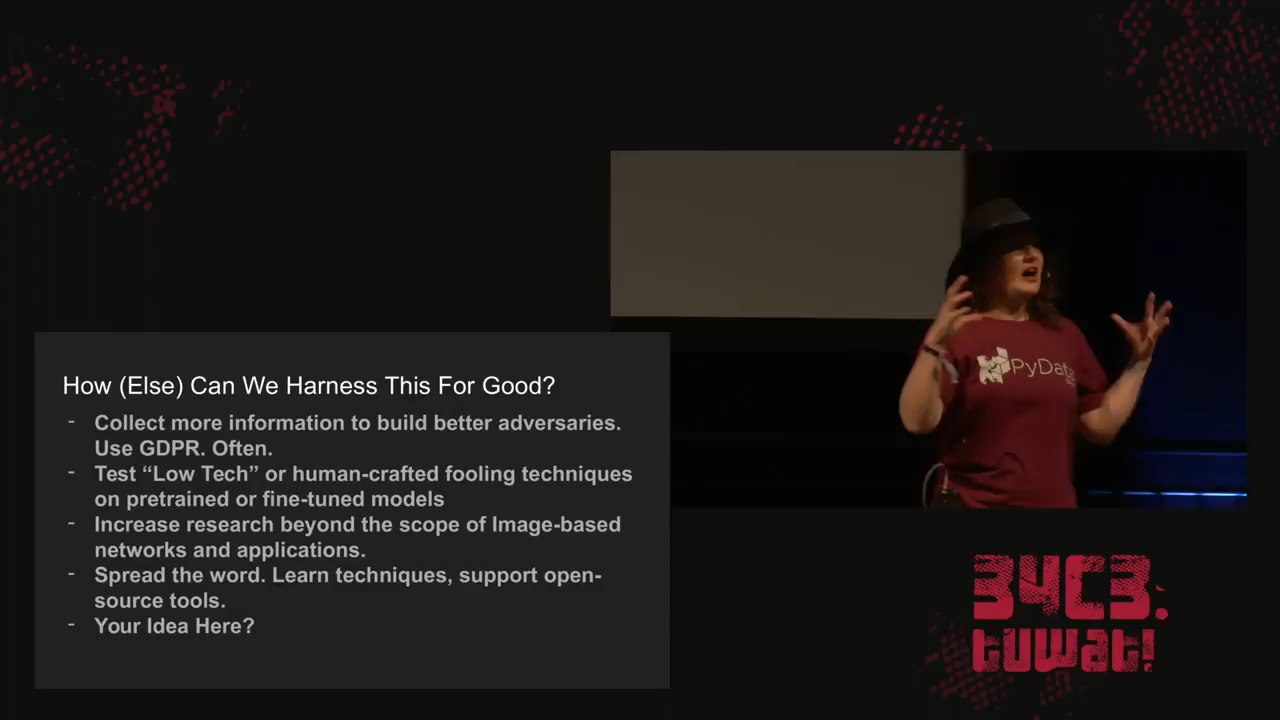 How (Else) Can We Harness This For Good?
- Collect more information to build better adversaries.
Use GDPR. Often.
- Test “Low Tech” or human-crafted fooling techniques
on pretrained or fine-tuned models
- Increase research beyond the scope of Image-based
networks and applications.
- Spread the word. Learn techniques, support open-
source tools.
- Your Idea Here?
PyData
34C3.
tuwat!